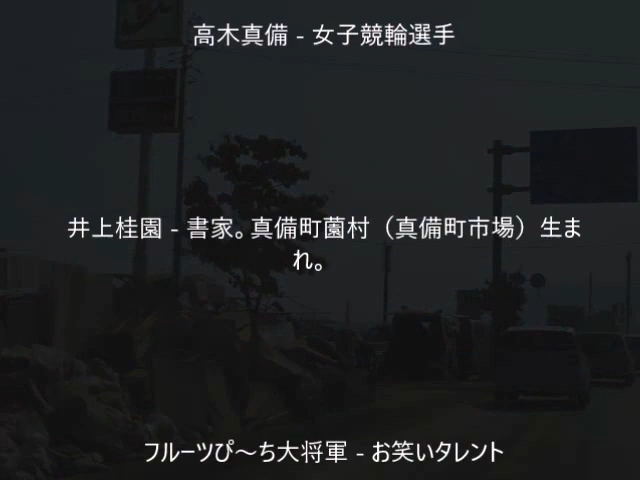 高木真備 - 女子競輪選手
井上桂園 - 書家。真備町薗村（真備町市場）生ま
れ。
フルーツぴ〜ち大将軍 - お笑いタレント